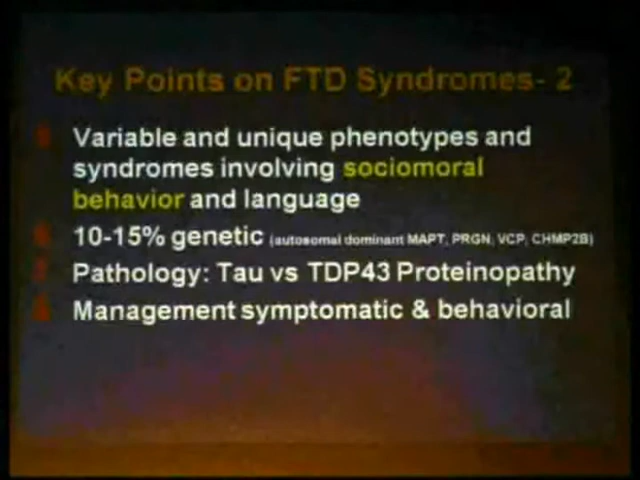 Key Points on FTD Syndromes- 2
Variable and unique phenotypes and
syndromes involving sociomoral
behavior and language
10-15% genetic (autosomal dominant MAPT, PRGN, VCP, CHMP2B)
Pathology: Tau vs TDP43 Proteinopathy
Management symptomatic & behavioral